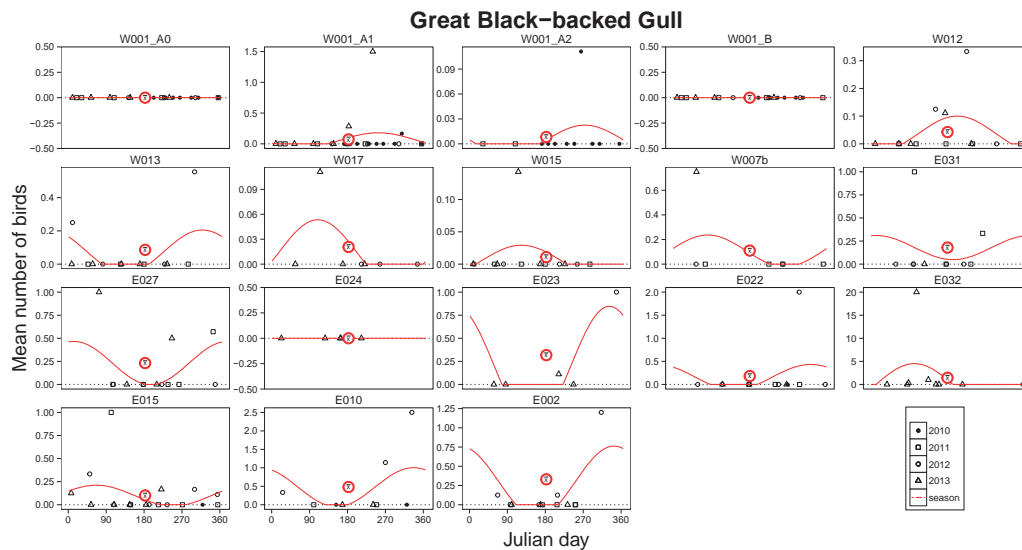 Great Black−backed Gull
W001_A0 W001_A1 W001_A2 W001_B W012
0.50 0.25 0.00 −0.25 −0.50
1.5 1.0 0.5 0.0
0.12 0.08 0.04 0.00
0.50 0.25 0.00 −0.25 −0.50
0.3 0.2 0.1 0.0
W013 W017 W015 W007b E031
0.4 0.2 0.0
0.12 0.09 0.06 0.03 0.00
0.15 0.10 0.05 0.00
0.8 0.6 0.4 0.2 0.0
1.00 0.75 0.50 0.25 0.00
Mean number of birds
E027 E024 E023 E022 E032
1.00 0.75 0.50 0.25 0.00
0.50 0.25 0.00 −0.25 −0.50
1.00 0.75 0.50 0.25 0.00
2.0 1.5 1.0 0.5 0.0
20 15 10 5 0
E015 E010 E002
1.00 0.75 0.50 0.25 0.00
2.5 2.0 1.5 1.0 0.5 0.0
1.25 1.00 0.75 0.50 0.25 0.00
2010
2011
2012
2013
season
0 90 180 270 360 0 90 180 270 360 0 90 180 270 360
Julian day